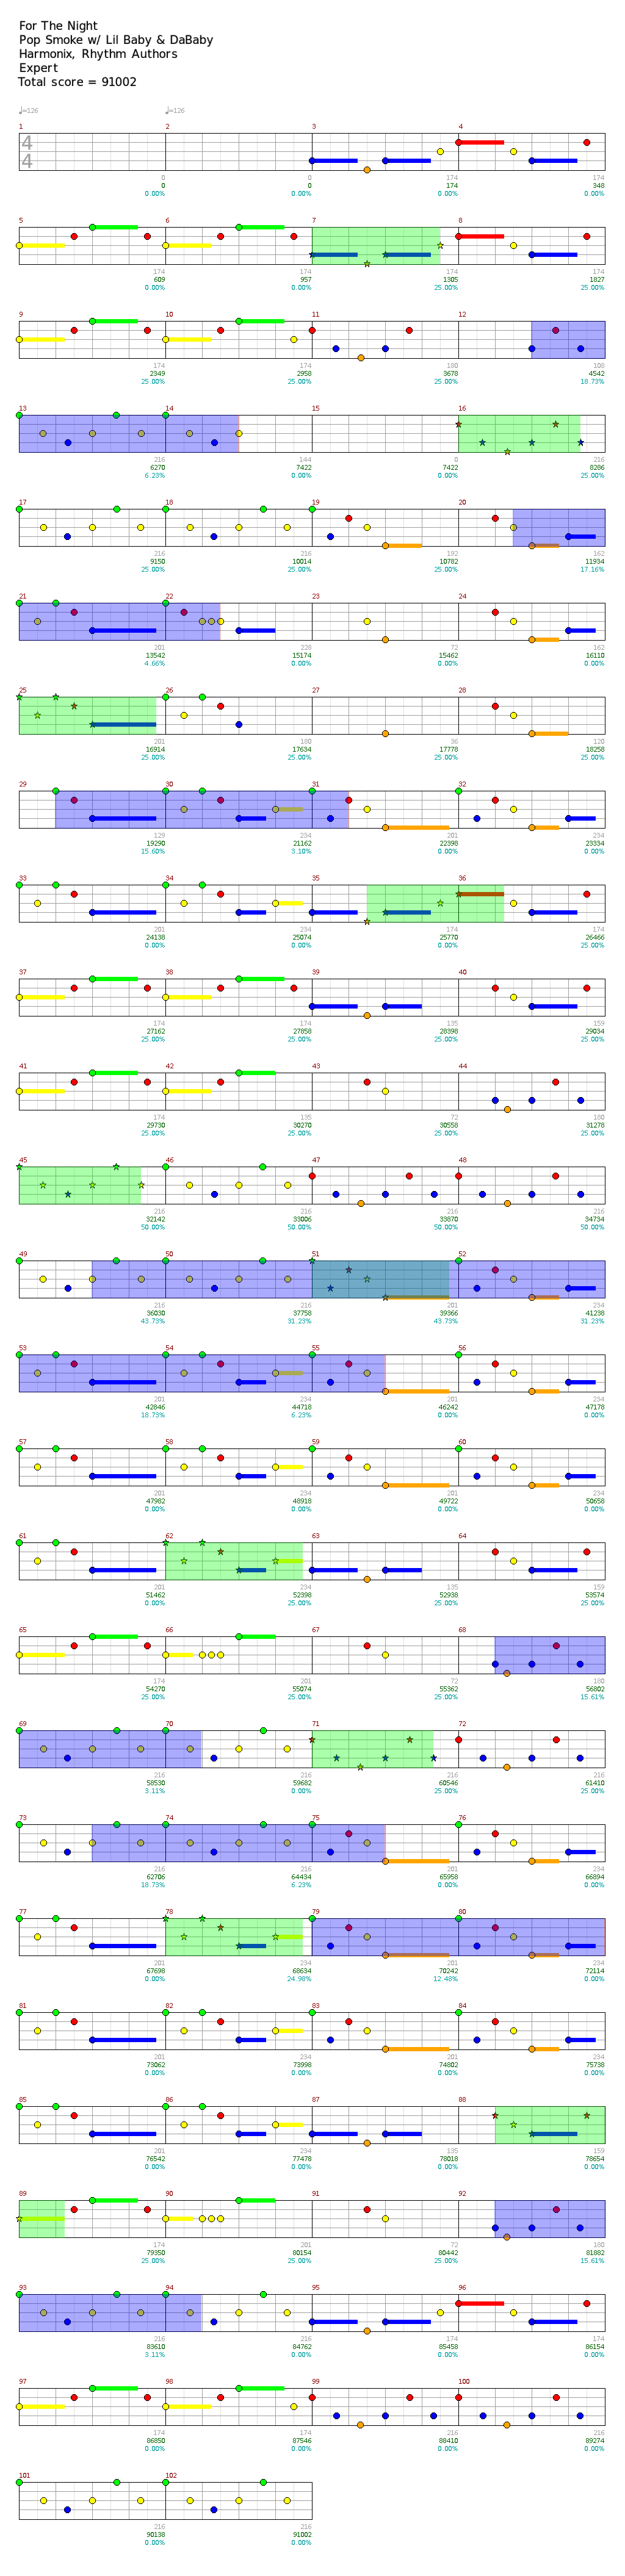 For The Night
Pop Smoke w/ Lil Baby & DaBaby
Harmonix, Rhythm Authors
Expert
Total score = 91002
♩=126 ♩=126
1 2 3 4
4
4
0 0 174 174
0 0 174 348
0.00% 0.00% 0.00% 0.00%
5 6 7 8
174 174 174 174
609 957 1305 1827
0.00% 0.00% 25.00% 25.00%
9 10 11 12
174 174 180 108
2349 2958 3678 4542
25.00% 25.00% 25.00% 18.73%
13 14 15 16
216 144 0 216
6270 7422 7422 8286
6.23% 0.00% 0.00% 25.00%
17 18 19 20
216 216 192 162
9150 10014 10782 11934
25.00% 25.00% 25.00% 17.16%
21 22 23 24
201 228 72 162
13542 15174 15462 16110
4.66% 0.00% 0.00% 0.00%
25 26 27 28
201 180 36 120
16914 17634 17778 18258
25.00% 25.00% 25.00% 25.00%
29 30 31 32
129 234 201 234
19290 21162 22398 23334
15.60% 3.10% 0.00% 0.00%
33 34 35 36
201 234 174 174
24138 25074 25770 26466
0.00% 0.00% 0.00% 25.00%
37 38 39 40
174 174 135 159
27162 27858 28398 29034
25.00% 25.00% 25.00% 25.00%
41 42 43 44
174 135 72 180
29730 30270 30558 31278
25.00% 25.00% 25.00% 25.00%
45 46 47 48
216 216 216 216
32142 33006 33870 34734
50.00% 50.00% 50.00% 50.00%
49 50 51 52
216 216 201 234
36030 37758 39366 41238
43.73% 31.23% 43.73% 31.23%
53 54 55 56
201 234 201 234
42846 44718 46242 47178
18.73% 6.23% 0.00% 0.00%
57 58 59 60
201 234 201 234
47982 48918 49722 50658
0.00% 0.00% 0.00% 0.00%
61 62 63 64
201 234 135 159
51462 52398 52938 53574
0.00% 25.00% 25.00% 25.00%
65 66 67 68
174 201 72 180
54270 55074 55362 56802
25.00% 25.00% 25.00% 15.61%
69 70 71 72
216 216 216 216
58530 59682 60546 61410
3.11% 0.00% 25.00% 25.00%
73 74 75 76
216 216 201 234
62706 64434 65958 66894
18.73% 6.23% 0.00% 0.00%
77 78 79 80
201 234 201 234
67698 68634 70242 72114
0.00% 24.98% 12.48% 0.00%
81 82 83 84
201 234 201 234
73062 73998 74802 75738
0.00% 0.00% 0.00% 0.00%
85 86 87 88
201 234 135 159
76542 77478 78018 78654
0.00% 0.00% 0.00% 0.00%
89 90 91 92
174 201 72 180
79350 80154 80442 81882
25.00% 25.00% 25.00% 15.61%
93 94 95 96
216 216 174 174
83610 84762 85458 86154
3.11% 0.00% 0.00% 0.00%
97 98 99 100
174 174 216 216
86850 87546 88410 89274
0.00% 0.00% 0.00% 0.00%
101 102
216 216
90138 91002
0.00% 0.00%